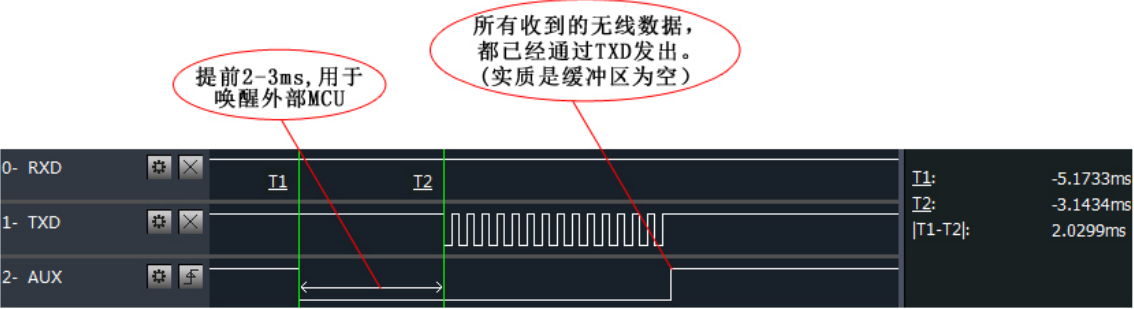 所有收到的无线数据，
都已经通过TXD发出。
(实质是缓冲区为空)
提前2-3ms,用于
唤醒外部MCU
0- RXD
T1
T2
1- TXD
2- AUX
T1: -5.1733ms
T2: -3.1434ms
|T1-T2|: 2.0299ms